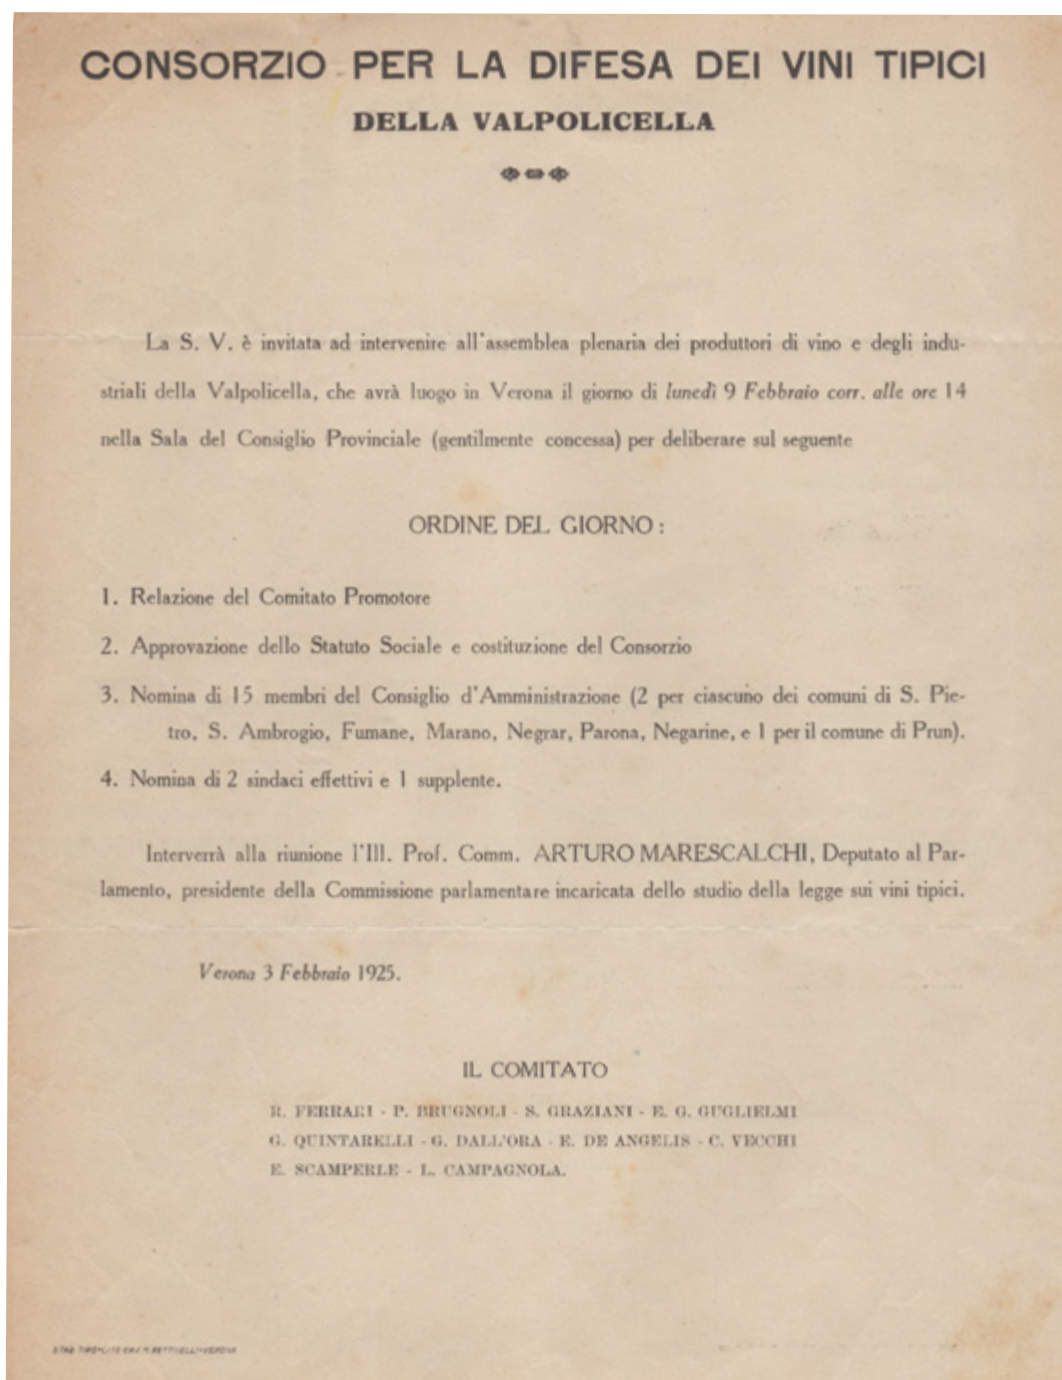 CONSORZIO PER LA DIFESA DEI VINI TIPICI
DELLA VALPOLICELLA
La S. V. è invitata ad intervenire all'assemblea plenaria dei produttori di vino e degli indu-
striali della Valpolicella, che avrà luogo in Verona il giorno di lunedì 9 Febbraio corr. alle ore 14
nella Sala del Consiglio Provinciale (gentilmente concessa) per deliberare sul seguente
ORDINE DEL GIORNO :
1. Relazione del Comitato Promotore
2. Approvazione dello Statuto Sociale e costituzione del Consorzio
3. Nomina di 15 membri del Consiglio d'Amministrazione (2 per ciascuno dei comuni di S. Pie-
tro, S. Ambrogio, Fumane, Marano, Negrar, Parona, Negarine, e 1 per il comune di Prun).
4. Nomina di 2 sindaci effettivi e 1 supplente.
Interverrà alla riunione l'Ill. Prof. Comm. ARTURO MARESCALCHI, Deputato al Par-
lamento, presidente della Commissione parlamentare incaricata dello studio della legge sui vini tipici.
Verona 3 Febbraio 1925.
IL COMITATO
R. FERRARI - P. BRUGNOLI - S. GRAZIANI - E. G. GUGLIELMI
G. QUINTARELLI - G. DALL'ORA - E. DE ANGELIS - C. VECCHI
E. SCAMPERLE - L. CAMPAGNOLA.